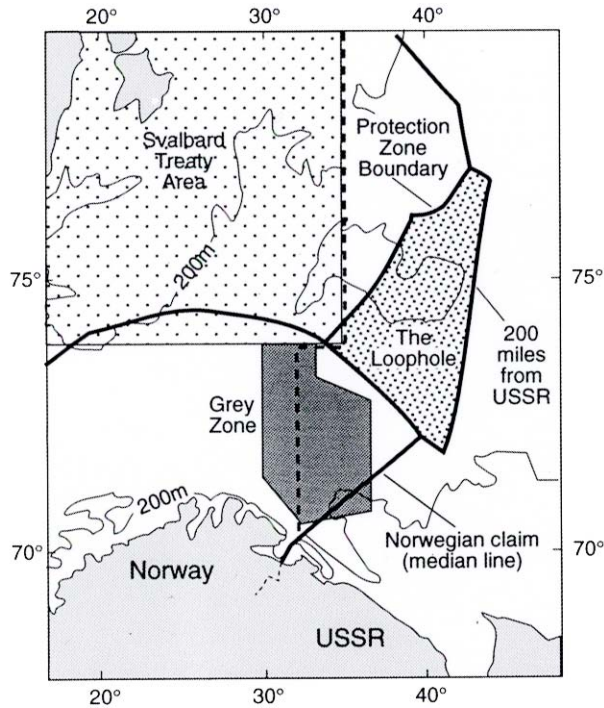 20° 30° 40°
Svalbard
Treaty
Area
Protection
Zone
Boundary
200m
75° 75°
The
Loophole
200
miles
from
USSR
Grey
Zone
200m
Norwegian claim
(median line)
70° 70°
Norway
USSR
20° 30° 40°